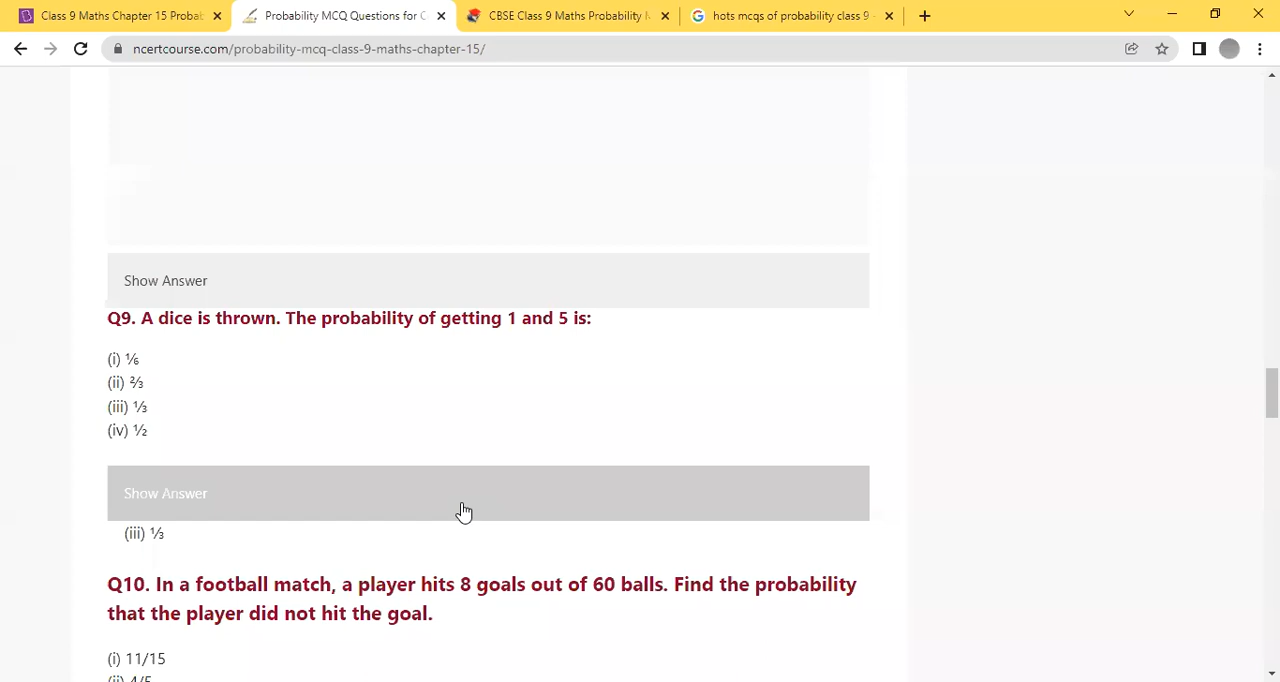 Class 9 Maths Chapter 15 Probab
Probability MCQ Questions for C
CBSE Class 9 Maths Probability M
hots mcqs of probability class 9 -
ncertcourse.com/probability-mcq-class-9-maths-chapter-15/
Show Answer
Q9. A dice is thrown. The probability of getting 1 and 5 is:
(i) ⅙
(ii) ⅔
(iii) ⅓
(iv) ½
Show Answer
(iii) ⅓
Q10. In a football match, a player hits 8 goals out of 60 balls. Find the probability
that the player did not hit the goal.
(i) 11/15
(ii) 4/5